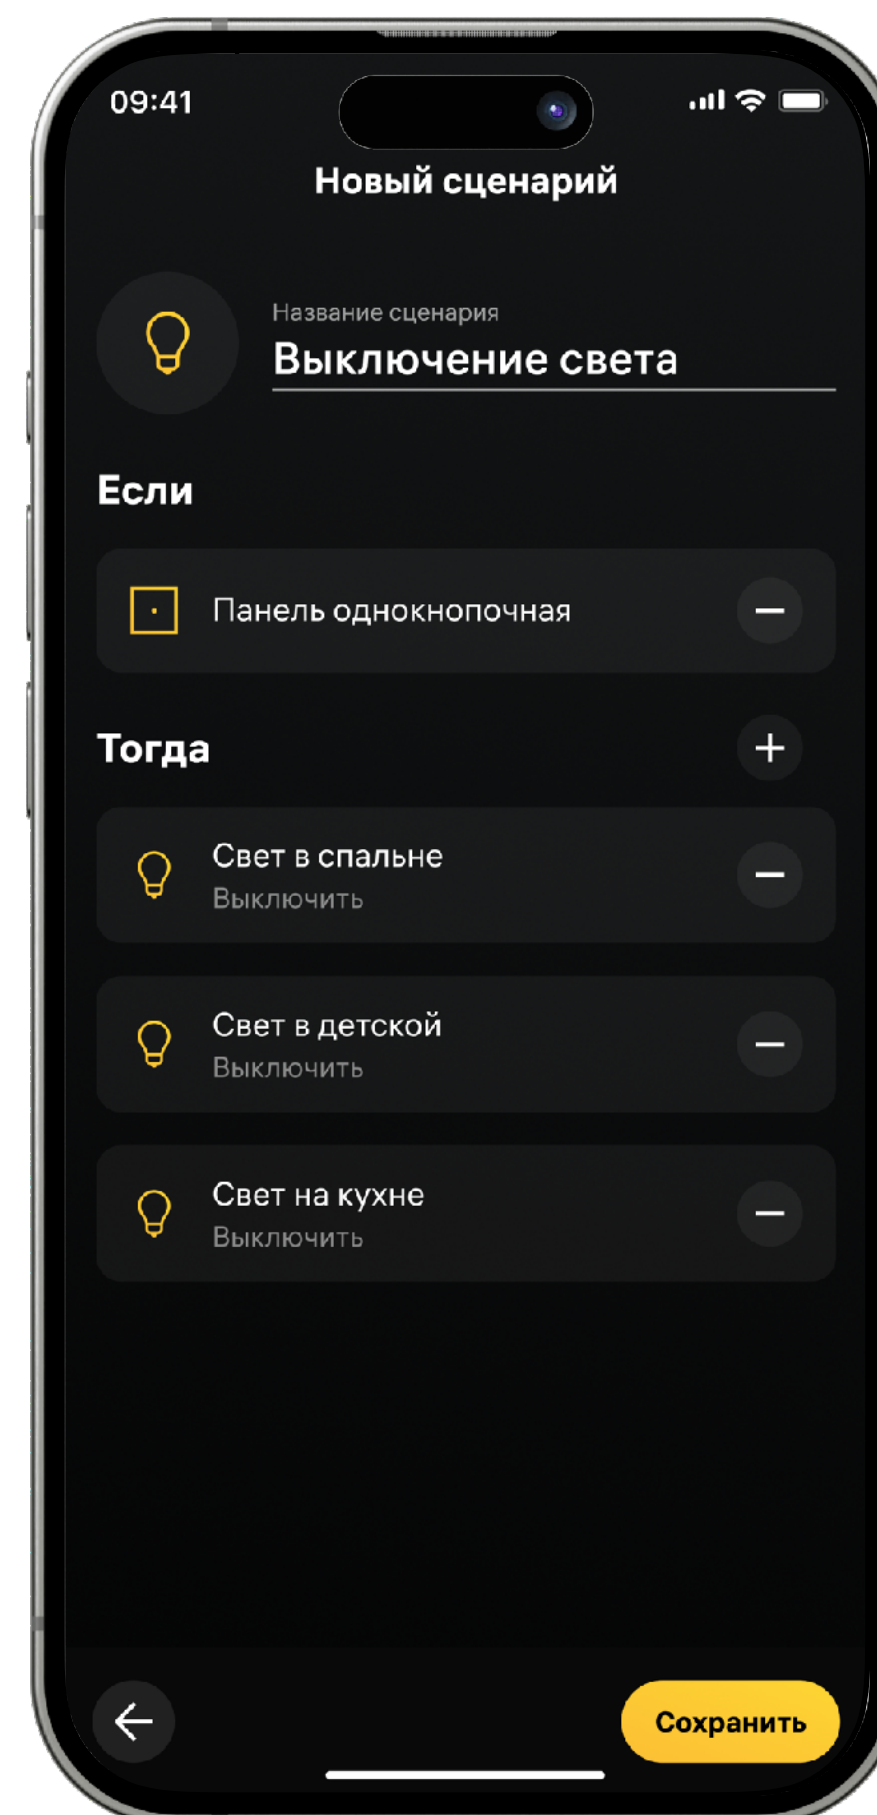 09:41
Новый сценарий
Название сценария
Выключение света
Если
Панель однокнопочная
Тогда
Свет в спальне
Выключить
Свет в детской
Выключить
Свет на кухне
Выключить
Сохранить